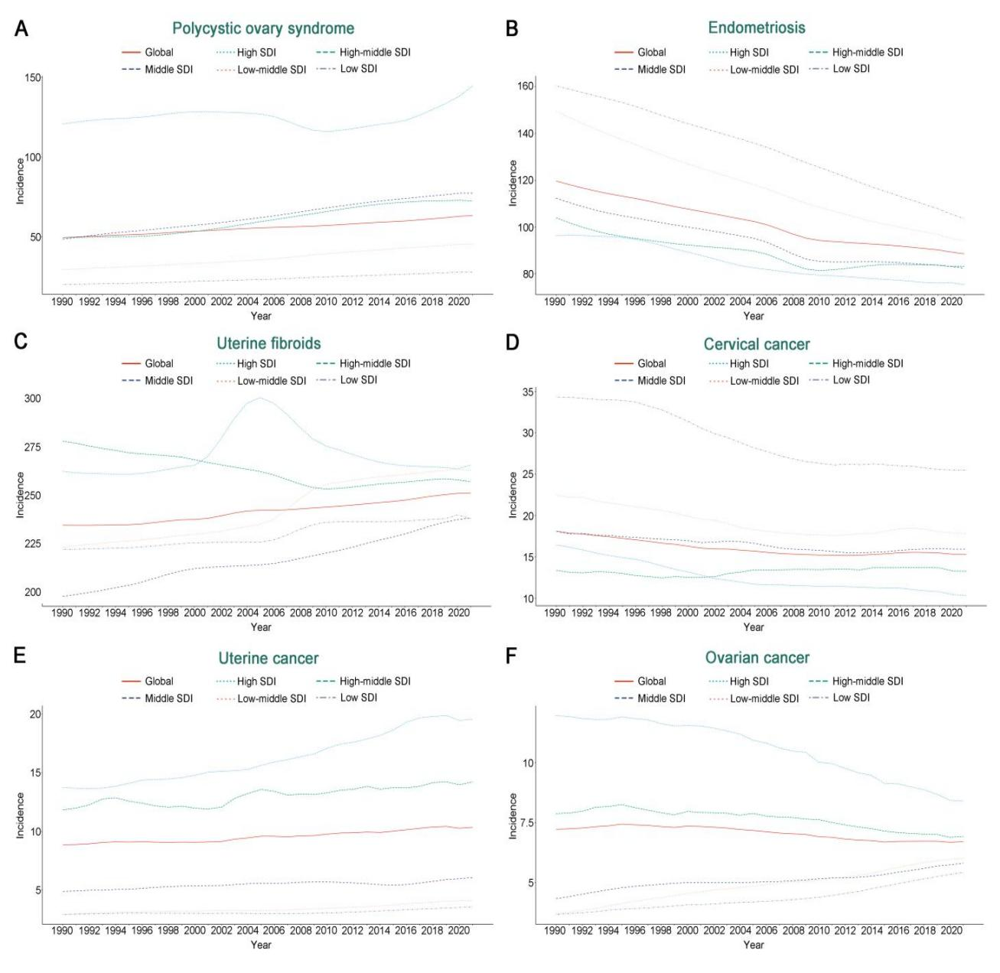 A
Polycystic ovary syndrome
Global High SDI High-middle SDI
Middle SDI Low-middle SDI Low SDI
150
100
50
Incidence
1990 1992 1994 1996 1998 2000 2002 2004 2006 2008 2010 2012 2014 2016 2018 2020
Year
B
Endometriosis
Global High SDI High-middle SDI
Middle SDI Low-middle SDI Low SDI
160
140
120
100
80
Incidence
1990 1992 1994 1996 1998 2000 2002 2004 2006 2008 2010 2012 2014 2016 2018 2020
Year
C
Uterine fibroids
Global High SDI High-middle SDI
Middle SDI Low-middle SDI Low SDI
300
275
250
225
200
Incidence
1990 1992 1994 1996 1998 2000 2002 2004 2006 2008 2010 2012 2014 2016 2018 2020
Year
D
Cervical cancer
Global High SDI High-middle SDI
Middle SDI Low-middle SDI Low SDI
35
30
25
20
15
10
Incidence
1990 1992 1994 1996 1998 2000 2002 2004 2006 2008 2010 2012 2014 2016 2018 2020
Year
E
Uterine cancer
Global High SDI High-middle SDI
Middle SDI Low-middle SDI Low SDI
20
15
10
5
Incidence
1990 1992 1994 1996 1998 2000 2002 2004 2006 2008 2010 2012 2014 2016 2018 2020
Year
F
Ovarian cancer
Global High SDI High-middle SDI
Middle SDI Low-middle SDI Low SDI
10
7.5
5
Incidence
1990 1992 1994 1996 1998 2000 2002 2004 2006 2008 2010 2012 2014 2016 2018 2020
Year